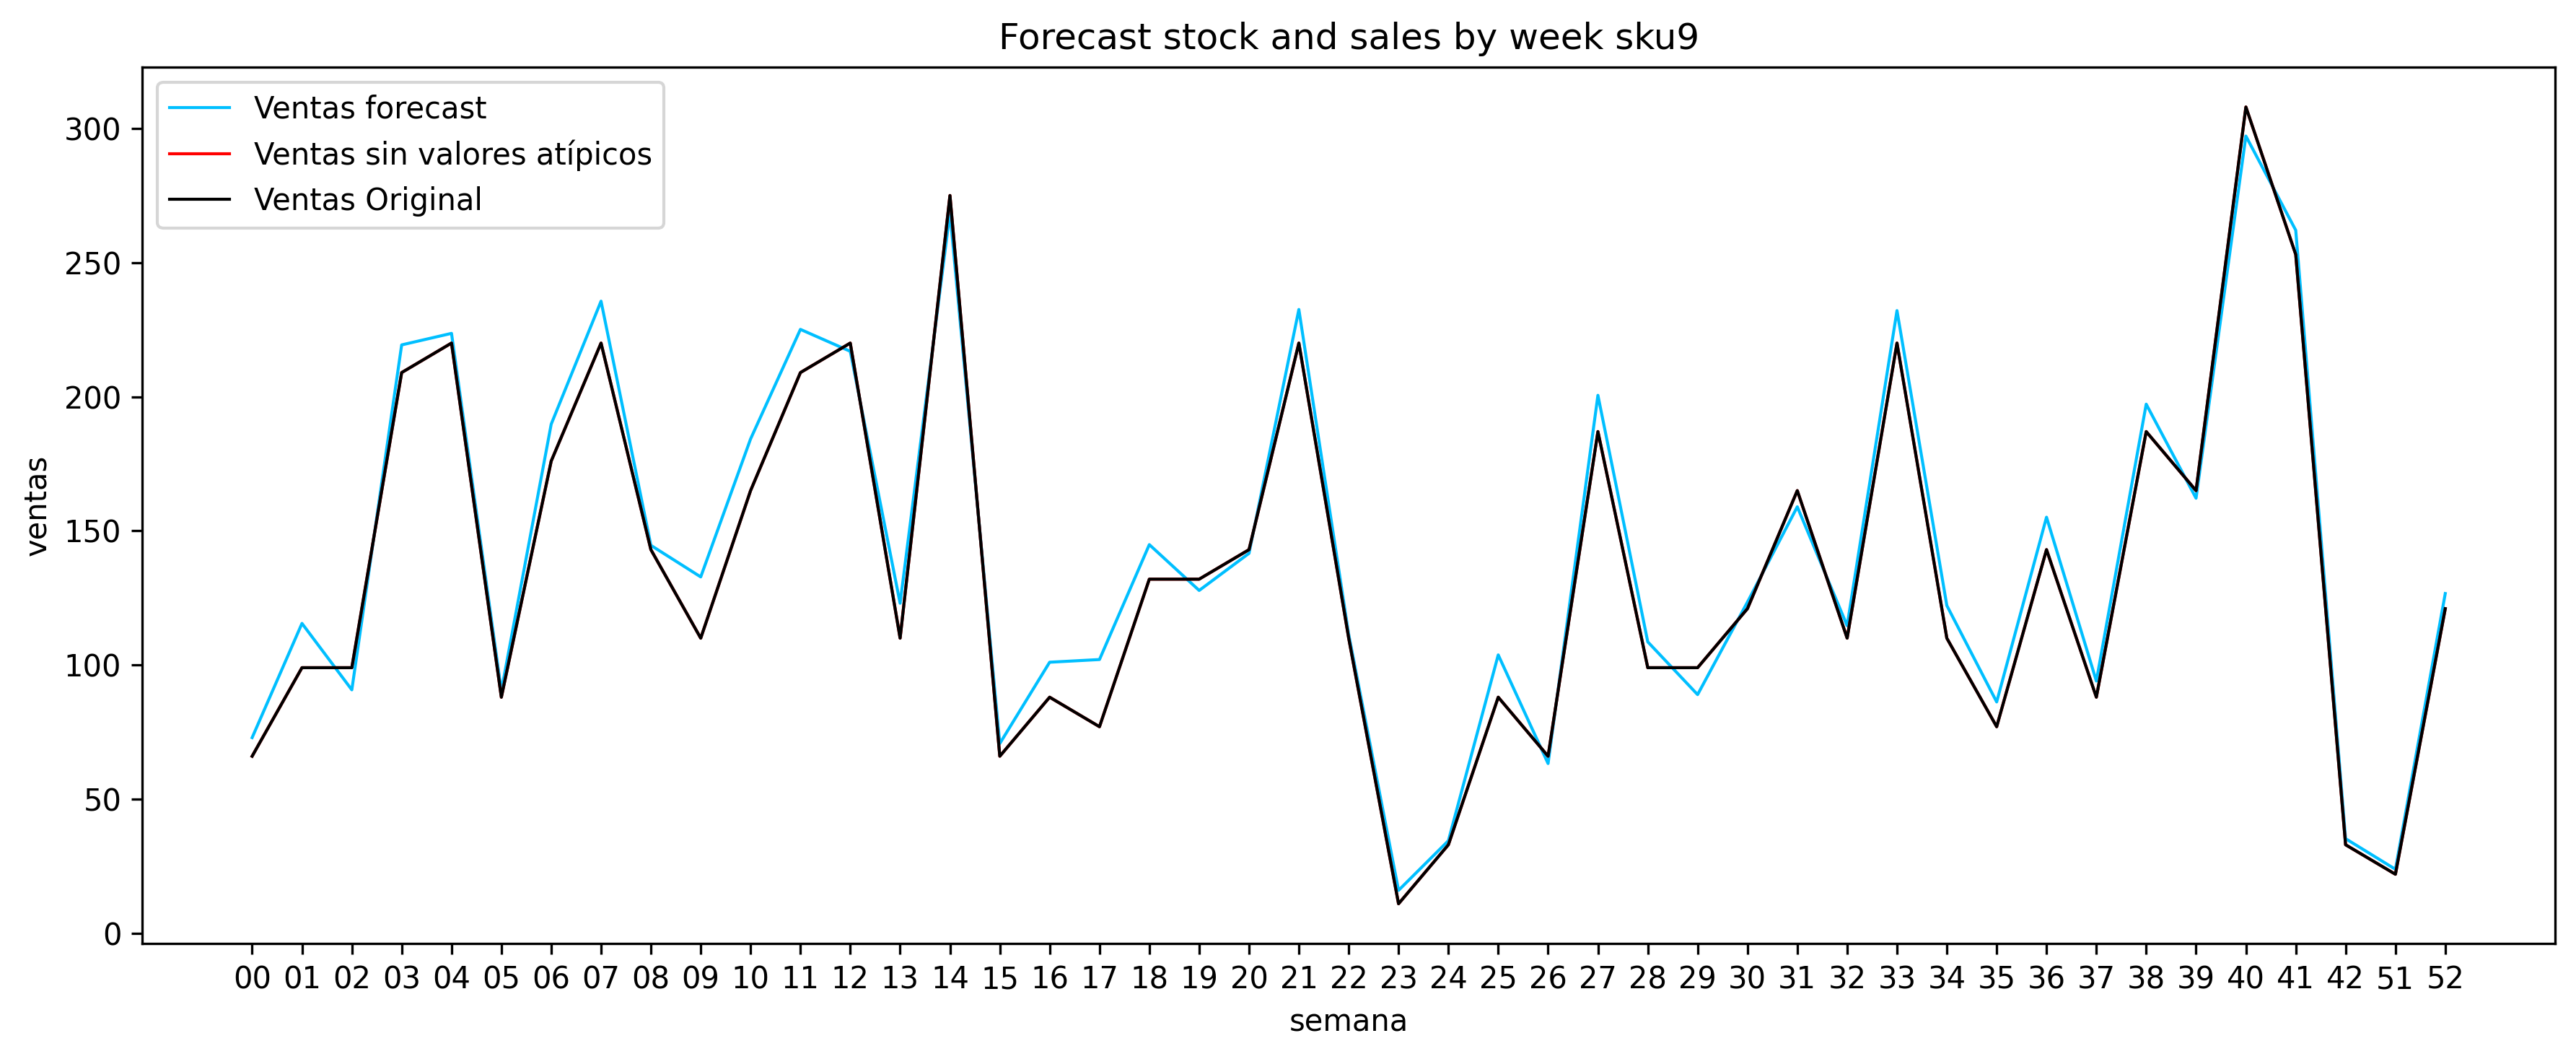 Forecast stock and sales by week sku9
Ventas forecast
Ventas sin valores atípicos
Ventas Original
300
250
200
150
100
50
0
ventas
00 01 02 03 04 05 06 07 08 09 10 11 12 13 14 15 16 17 18 19 20 21 22 23 24 25 26 27 28 29 30 31 32 33 34 35 36 37 38 39 40 41 42 51 52
semana